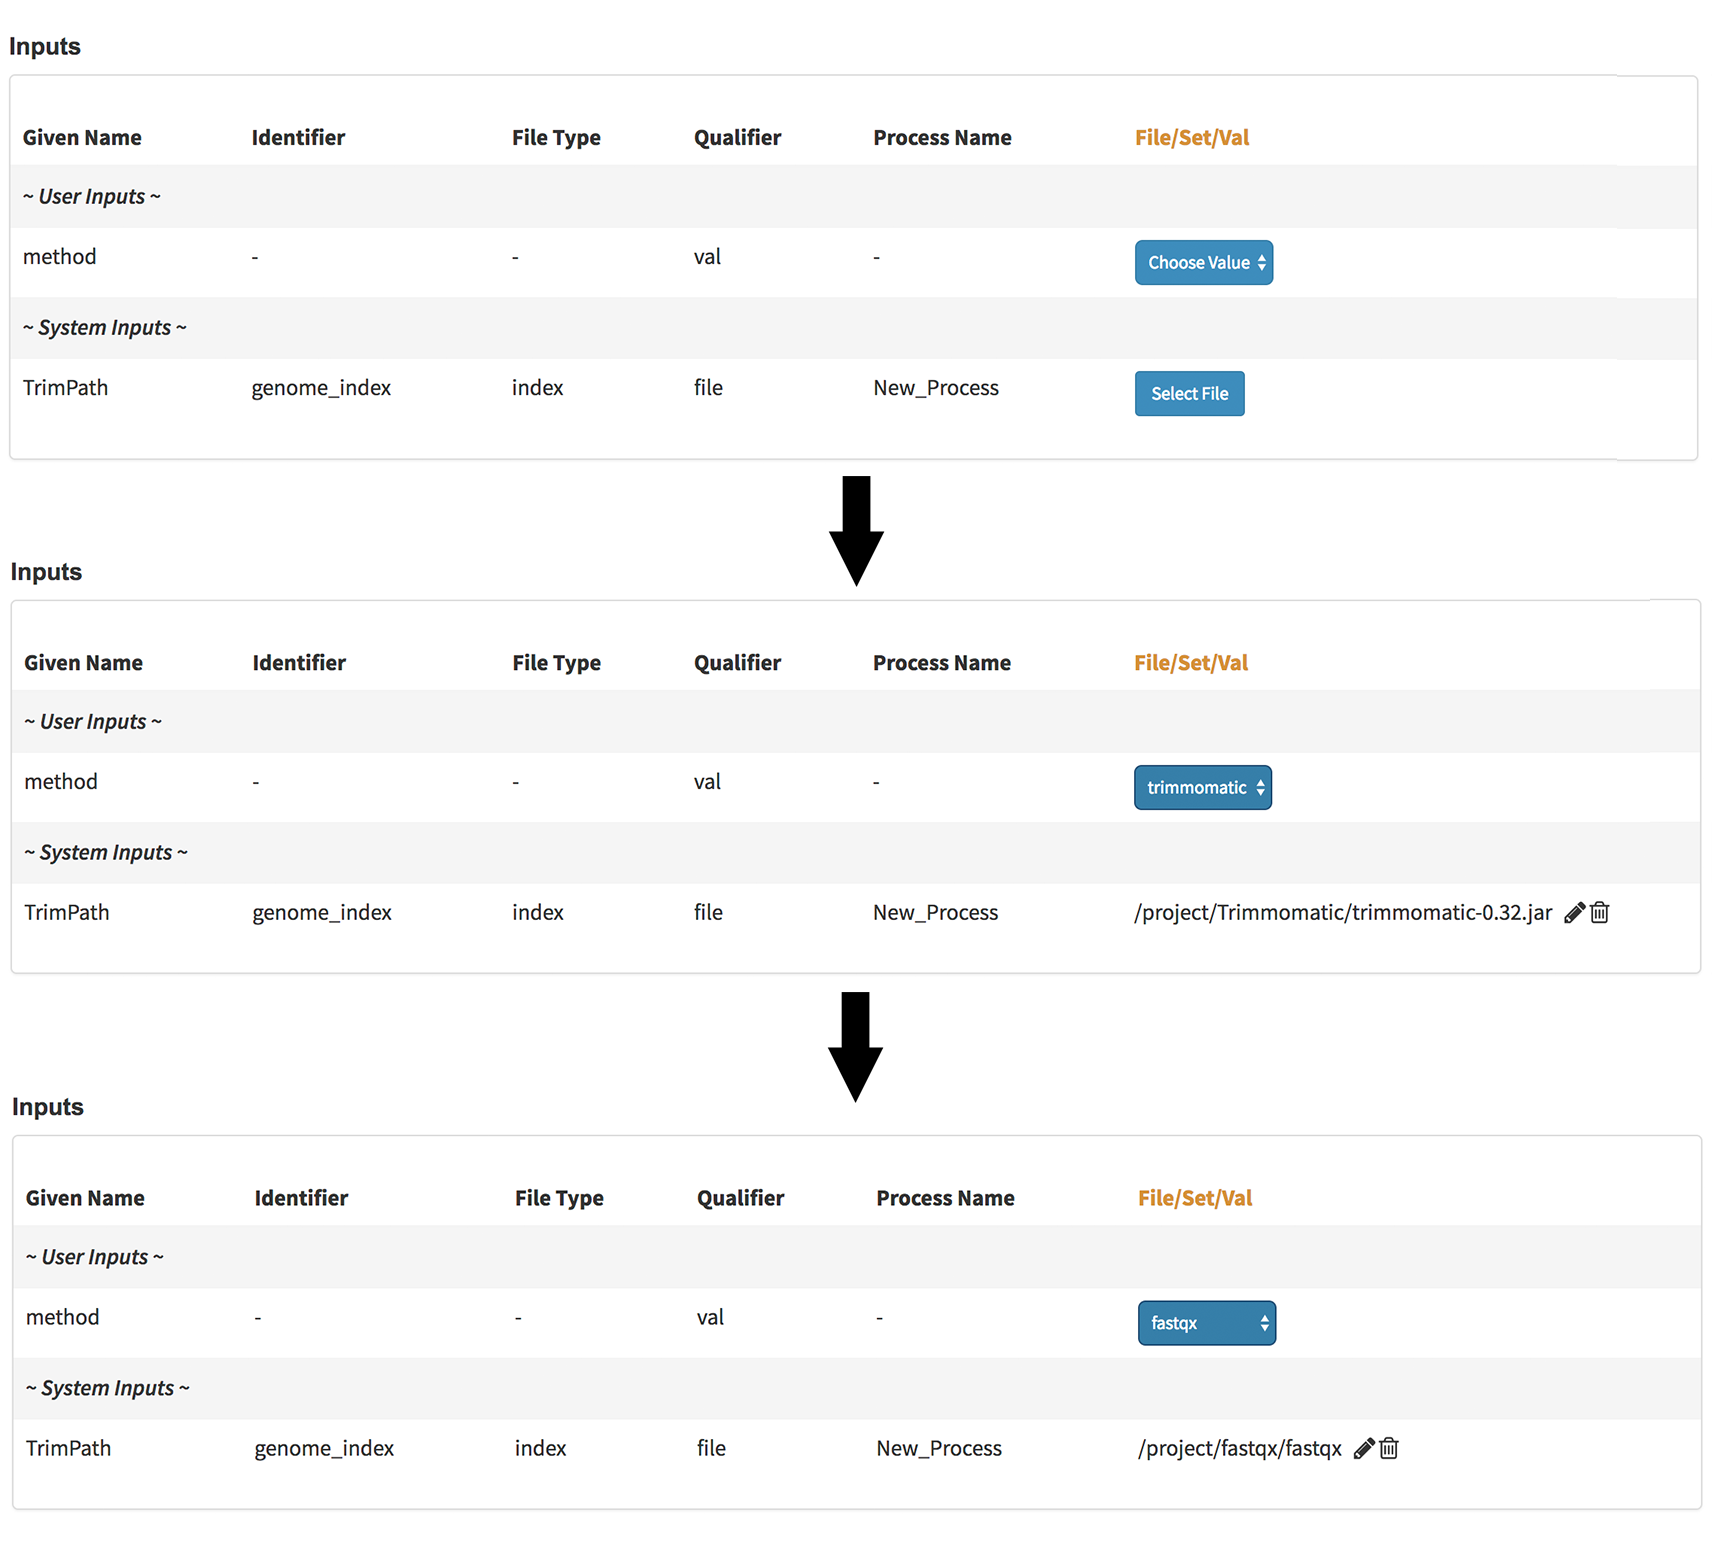 Inputs
Given Name Identifier File Type Qualifier Process Name File/Set/Val
~ User Inputs ~
method - - val - Choose Value
~ System Inputs ~
TrimPath genome_index index file New_Process Select File
Inputs
Given Name Identifier File Type Qualifier Process Name File/Set/Val
~ User Inputs ~
method - - val - trimmomatic
~ System Inputs ~
TrimPath genome_index index file New_Process /project/Trimmomatic/trimmomatic-0.32.jar
Inputs
Given Name Identifier File Type Qualifier Process Name File/Set/Val
~ User Inputs ~
method - - val - fastqx
~ System Inputs ~
TrimPath genome_index index file New_Process /project/fastqx/fastqx